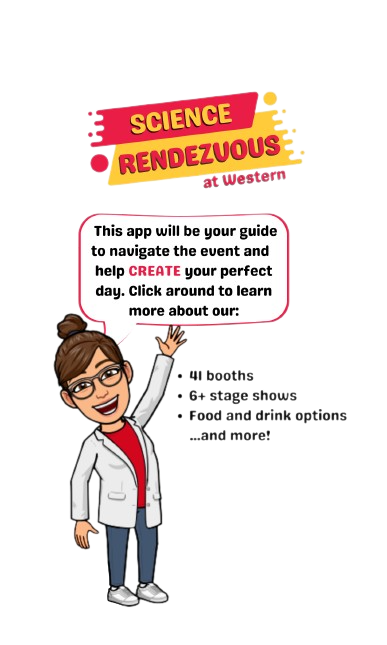 SCIENCE
RENDEZVOUS
at Western
This app will be your guide
to navigate the event and
help CREATE your perfect
day. Click around to learn
more about our:
• 41 booths
• 6+ stage shows
• Food and drink options
...and more!